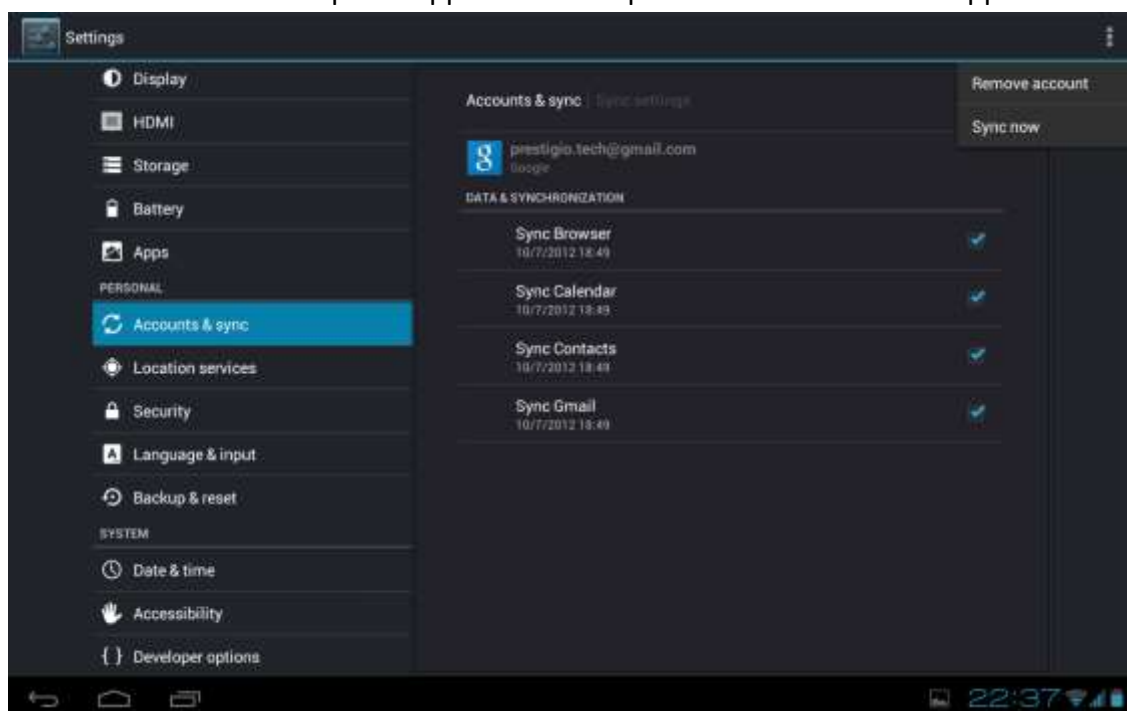 Settings
Remove account
Sync now
Display
HDMI
Storage
Battery
Apps
PERSONAL
Accounts & sync
Location services
Security
Language & input
Backup & reset
SYSTEM
Date & time
Accessibility
{ } Developer options
Accounts & sync | Sync settings
prestigio.tech@gmail.com
Google
DATA & SYNCHRONIZATION
Sync Browser
10/7/2012 18:49
Sync Calendar
10/7/2012 18:49
Sync Contacts
10/7/2012 18:49
Sync Gmail
10/7/2012 18:49
22:37